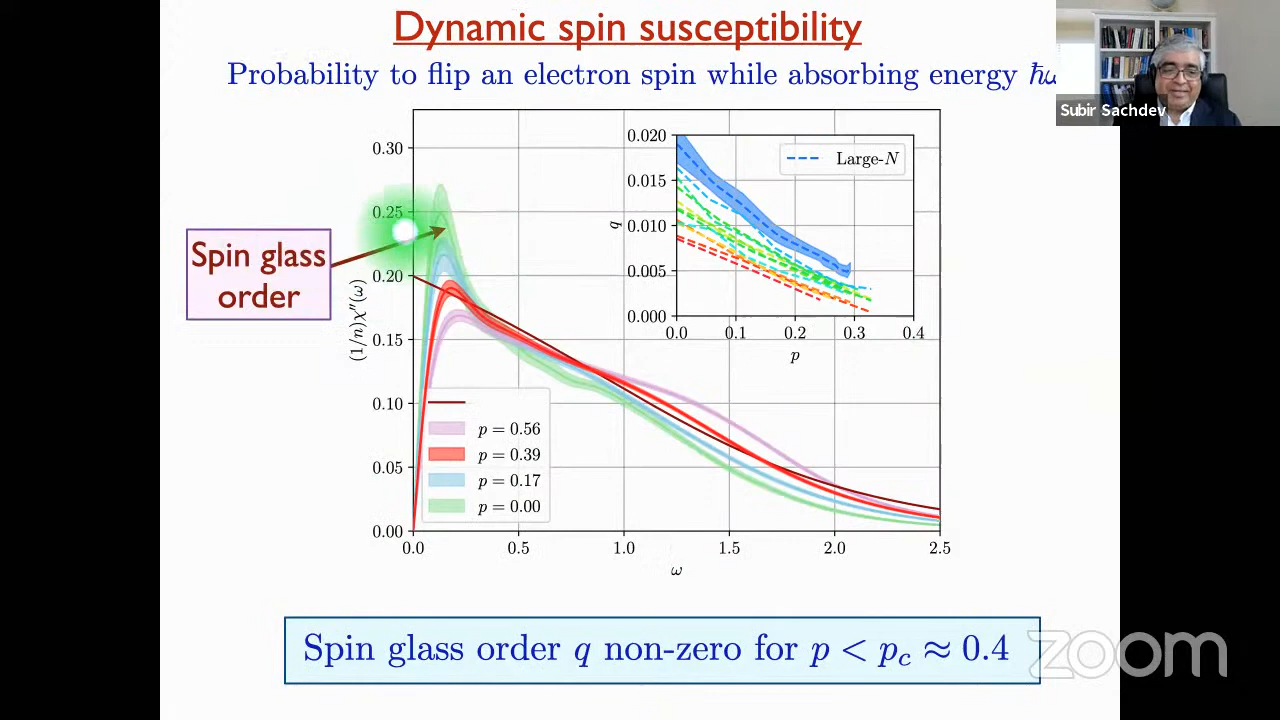 Dynamic spin susceptibility
Probability to flip an electron spin while absorbing energy ℏω
Subir Sachdev
Spin glass
order
(1/n)χ''(ω)
0.30
0.25
0.20
0.15
0.10
0.05
0.00
0.0 0.5 1.0 1.5 2.0 2.5
ω
p = 0.56
p = 0.39
p = 0.17
p = 0.00
Large-N
q
0.020
0.015
0.010
0.005
0.000
0.0 0.1 0.2 0.3 0.4
p
Spin glass order q non-zero for p < p_c ≈ 0.4
zoom